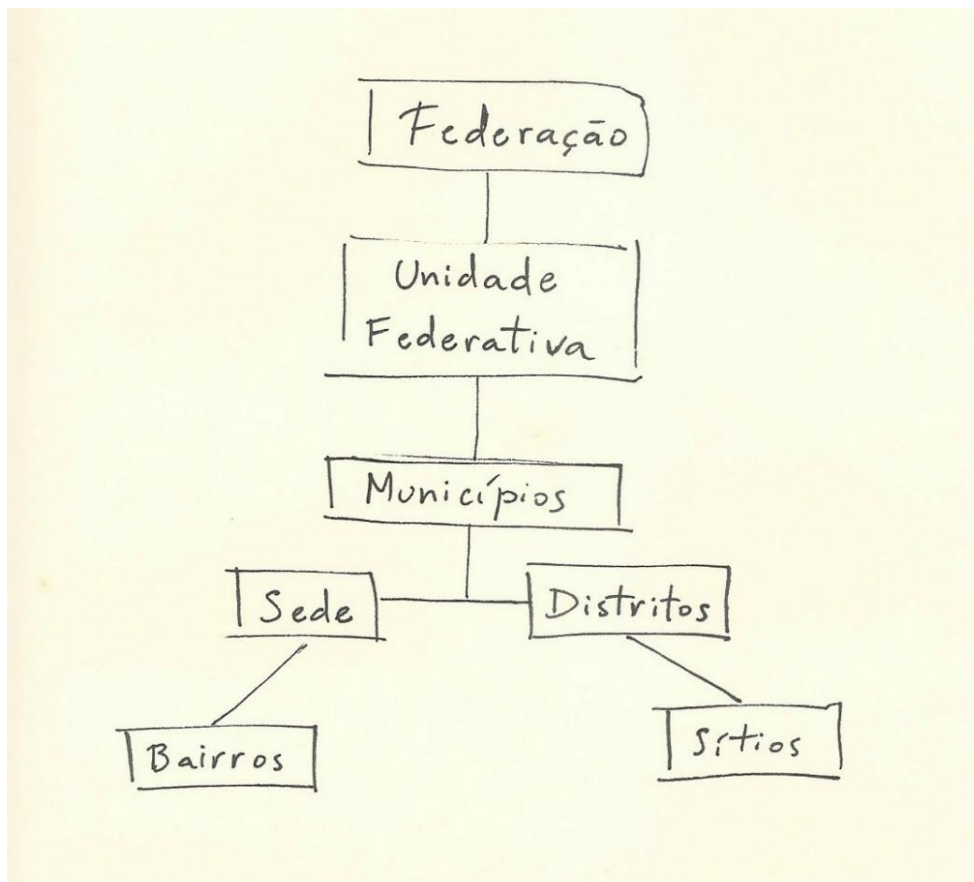 Federação
Unidade
Federativa
Municípios
Sede
Distritos
Bairros
Sítios